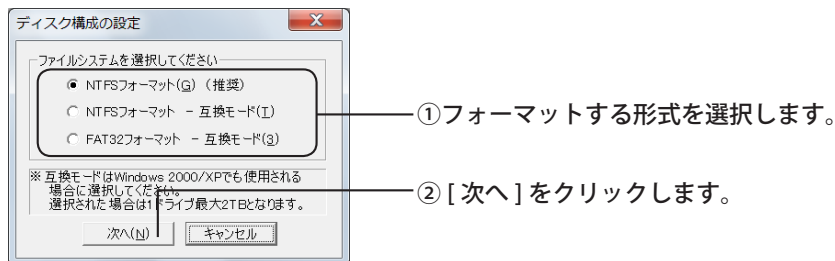 ディスク構成の設定
ファイルシステムを選択してください
NTFSフォーマット(G) (推奨)
NTFSフォーマット - 互換モード(I)
FAT32フォーマット - 互換モード(3)
①フォーマットする形式を選択します。
※ 互換モードはWindows 2000/XPでも使用される
場合に選択してください。
選択された場合は1ドライブ最大2TBとなります。
② [ 次へ ] をクリックします。
次へ(N)
キャンセル